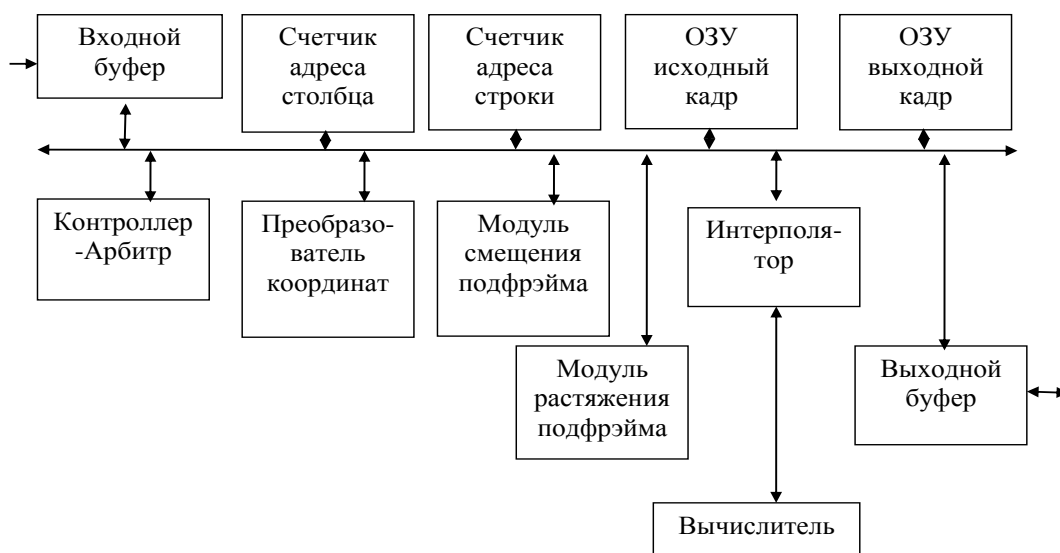 Входной
буфер
Счетчик
адреса
столбца
Счетчик
адреса
строки
ОЗУ
исходный
кадр
ОЗУ
выходной
кадр
Контроллер
-Арбитр
Преобразо-
ватель
координат
Модуль
смещения
подфрэйма
Интерполя-
тор
Модуль
растяжения
подфрэйма
Выходной
буфер
Вычислитель